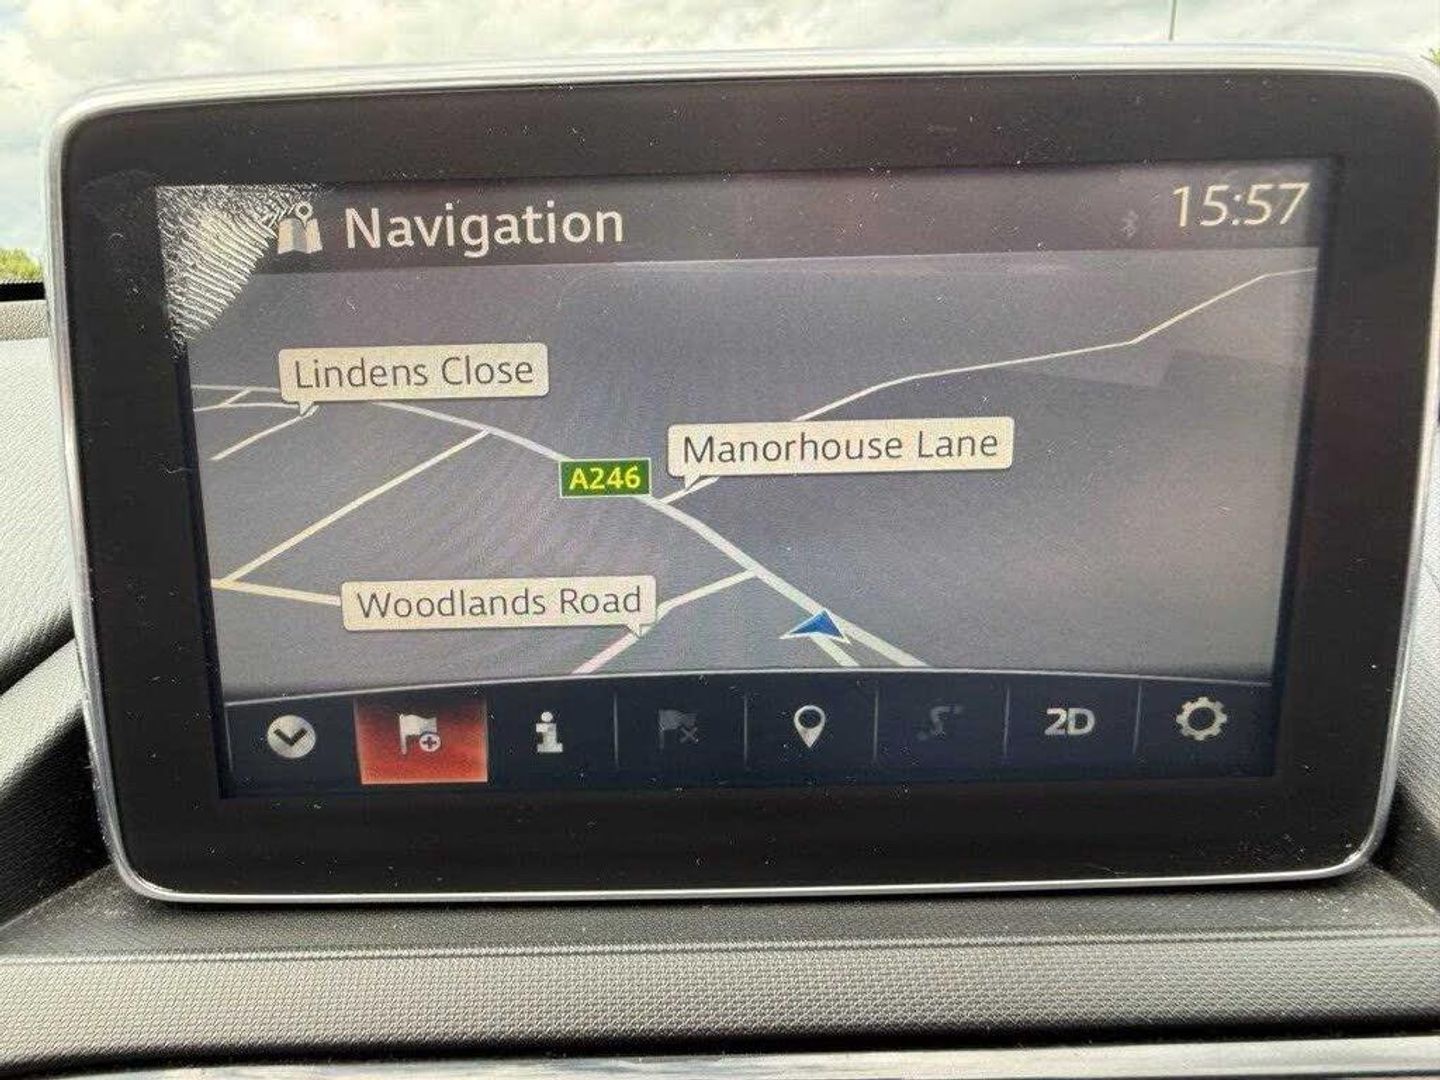 Navigation
15:57
Lindens Close
Manorhouse Lane
A246
Woodlands Road
2D